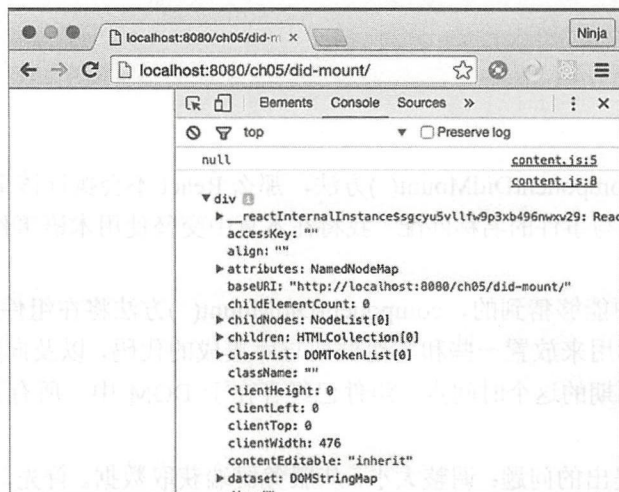 localhost:8080/ch05/did-m
Ninja
localhost:8080/ch05/did-mount/
Elements Console Sources »
top Preserve log
null content.js:5
content.js:8
div
__reactInternalInstance$sgcyu5vllfw9p3xb496nwxv29: Reac
accessKey: ""
align: ""
attributes: NamedNodeMap
baseURI: "http://localhost:8080/ch05/did-mount/"
childElementCount: 0
childNodes: NodeList[0]
children: HTMLCollection[0]
classList: DOMTokenList[0]
className: ""
clientHeight: 0
clientLeft: 0
clientTop: 0
clientWidth: 476
contentEditable: "inherit"
dataset: DOMStringMap